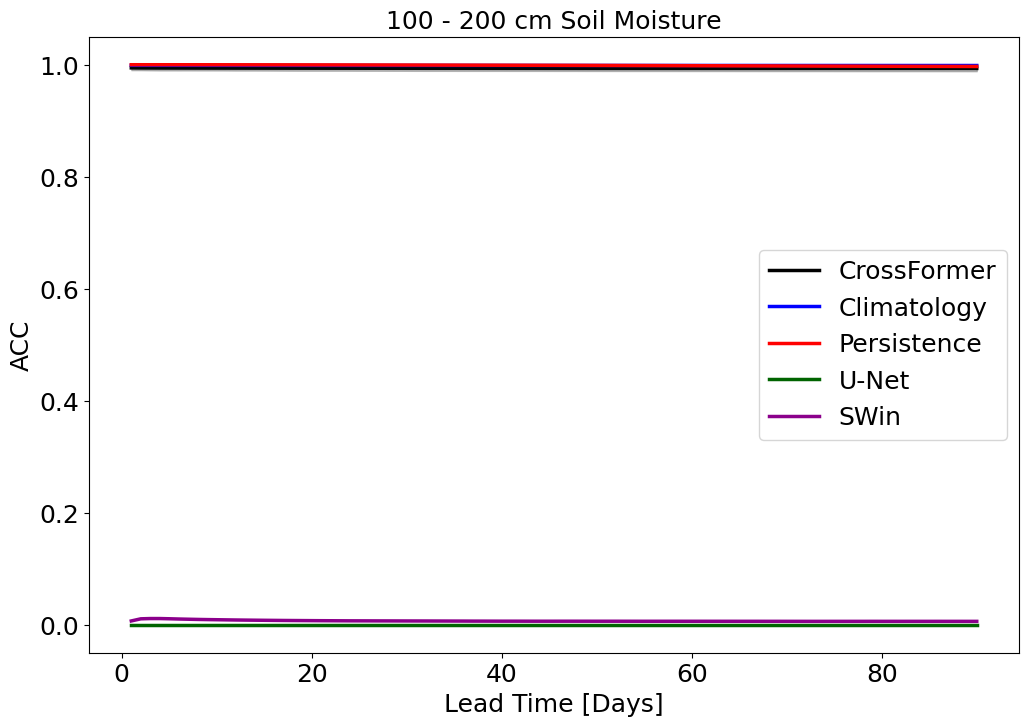 100 - 200 cm Soil Moisture
1.0
0.8
0.6
0.4
0.2
0.0
ACC
CrossFormer
Climatology
Persistence
U-Net
SWin
0 20 40 60 80
Lead Time [Days]